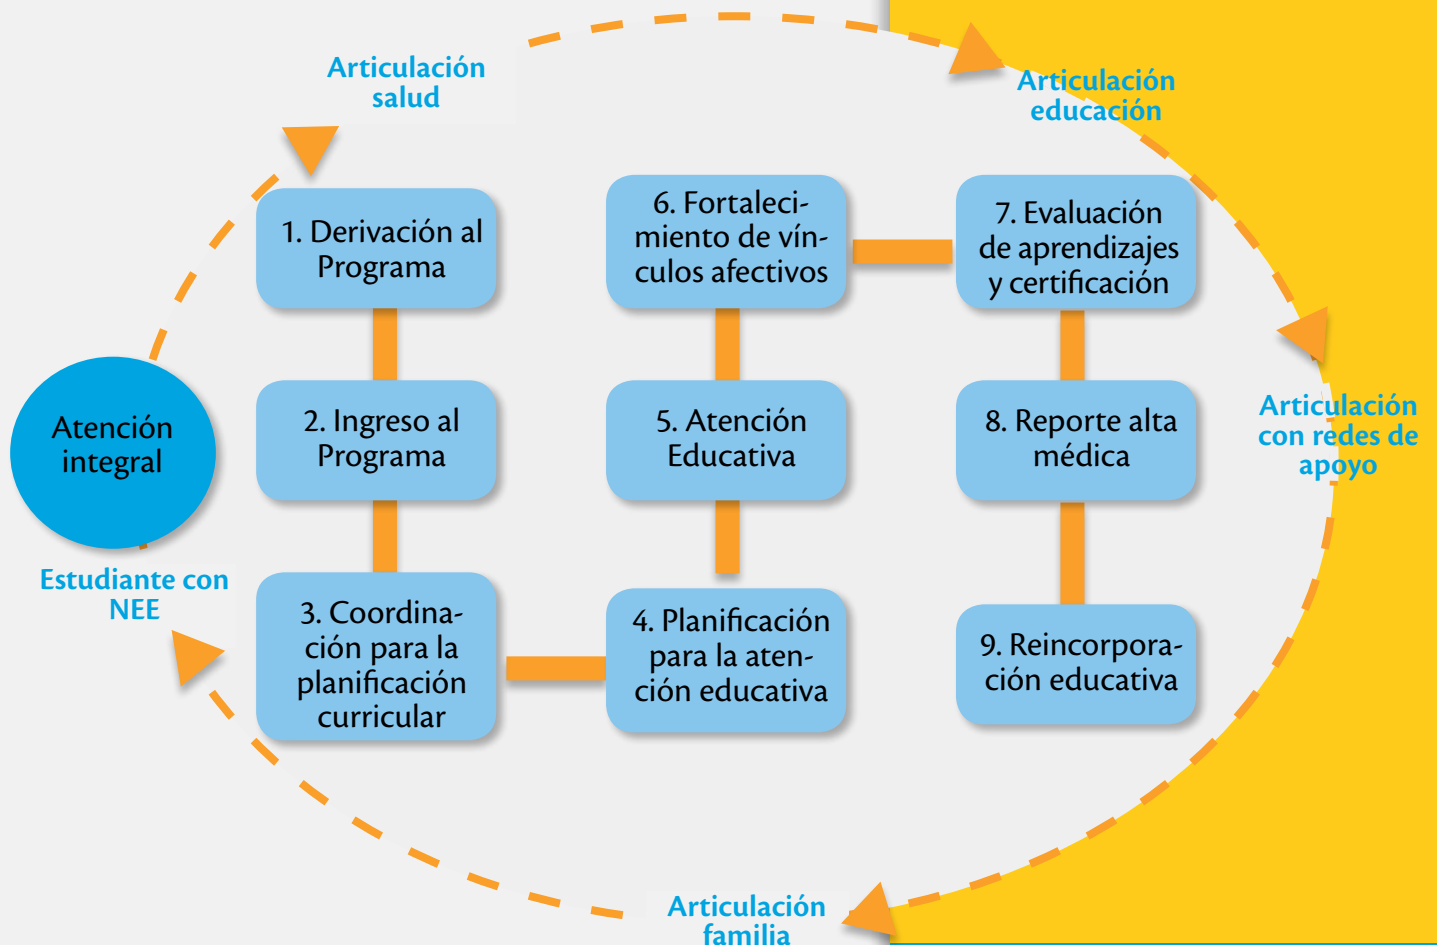 Articulación
salud
Articulación
educación
1. Derivación al
Programa
6. Fortaleci-
miento de vín-
culos afectivos
7. Evaluación
de aprendizajes
y certificación
Atención
integral
2. Ingreso al
Programa
5. Atención
Educativa
8. Reporte alta
médica
Articulación
con redes de
apoyo
Estudiante con
NEE
3. Coordina-
ción para la
planificación
curricular
4. Planificación
para la aten-
ción educativa
9. Reincorpora-
ción educativa
Articulación
familia